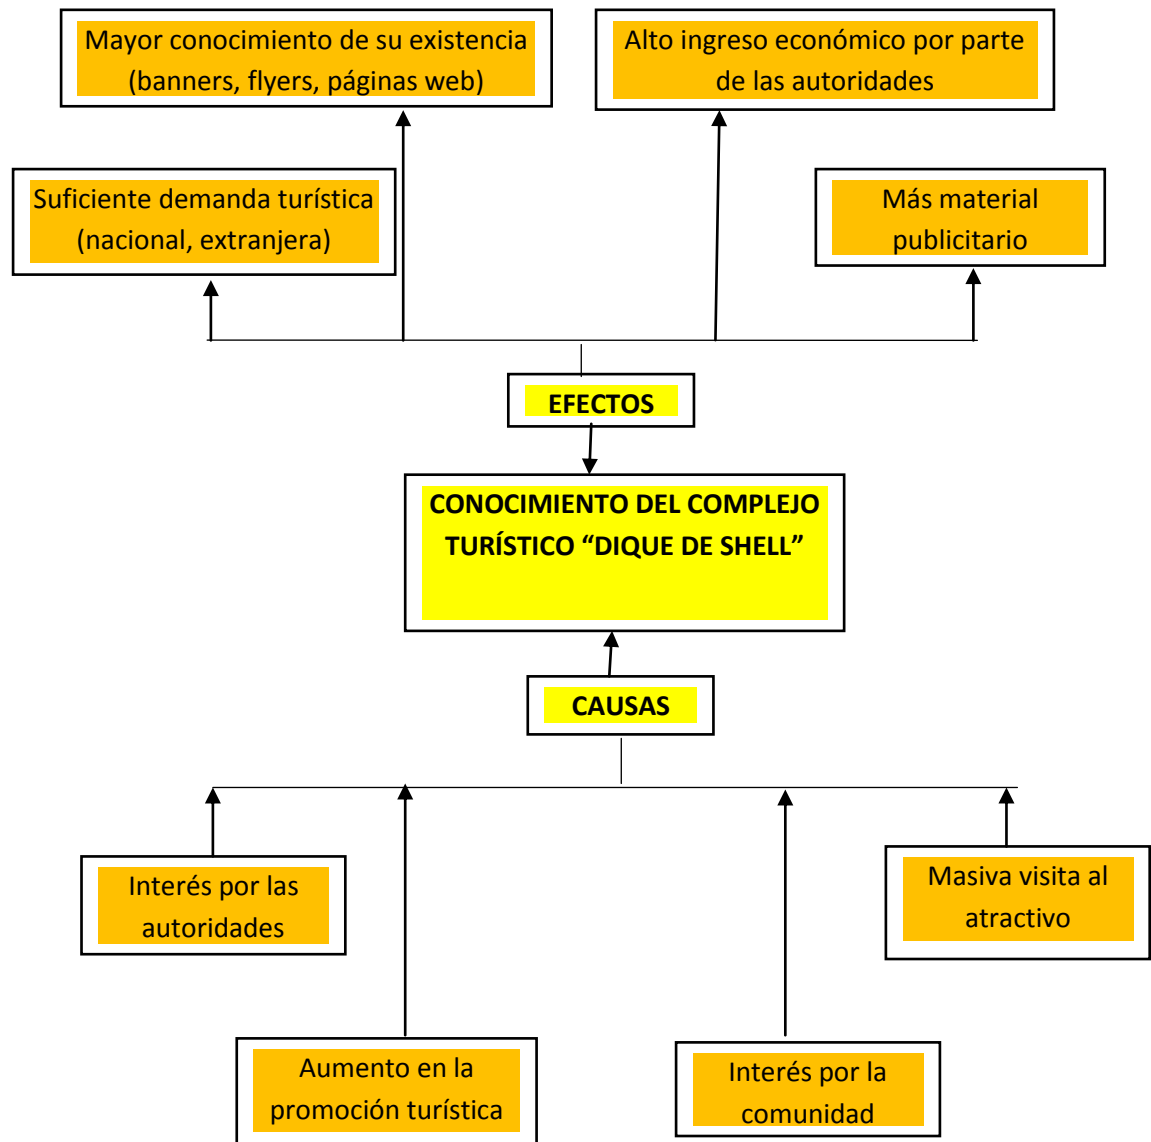 Mayor conocimiento de su existencia
(banners, flyers, páginas web)
Alto ingreso económico por parte
de las autoridades
Suficiente demanda turística
(nacional, extranjera)
Más material
publicitario
EFECTOS
CONOCIMIENTO DEL COMPLEJO
TURÍSTICO “DIQUE DE SHELL”
CAUSAS
Interés por las
autoridades
Masiva visita al
atractivo
Aumento en la
promoción turística
Interés por la
comunidad